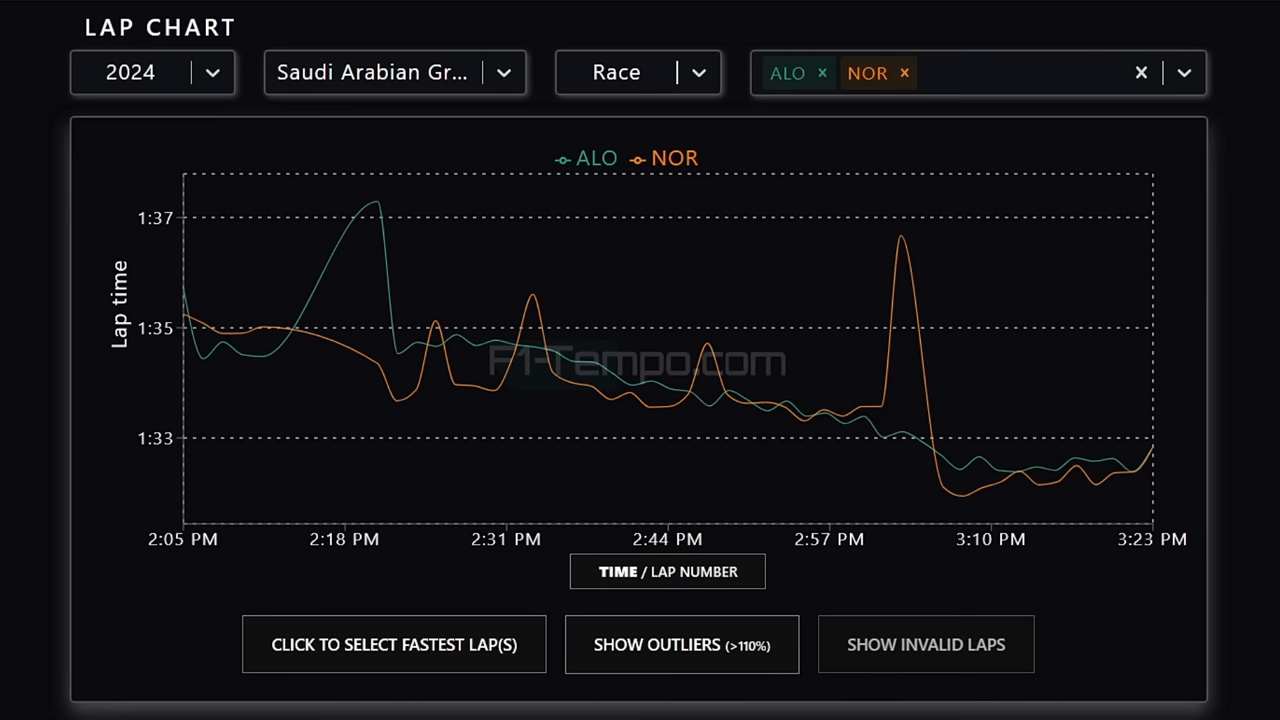 LAP CHART
2024 Saudi Arabian Gr... Race ALO × NOR ×
ALO NOR
1:37
Lap time
1:35
F1-Tempo.com
1:33
2:05 PM 2:18 PM 2:31 PM 2:44 PM 2:57 PM 3:10 PM 3:23 PM
TIME / LAP NUMBER
CLICK TO SELECT FASTEST LAP(S) SHOW OUTLIERS (>110%) SHOW INVALID LAPS